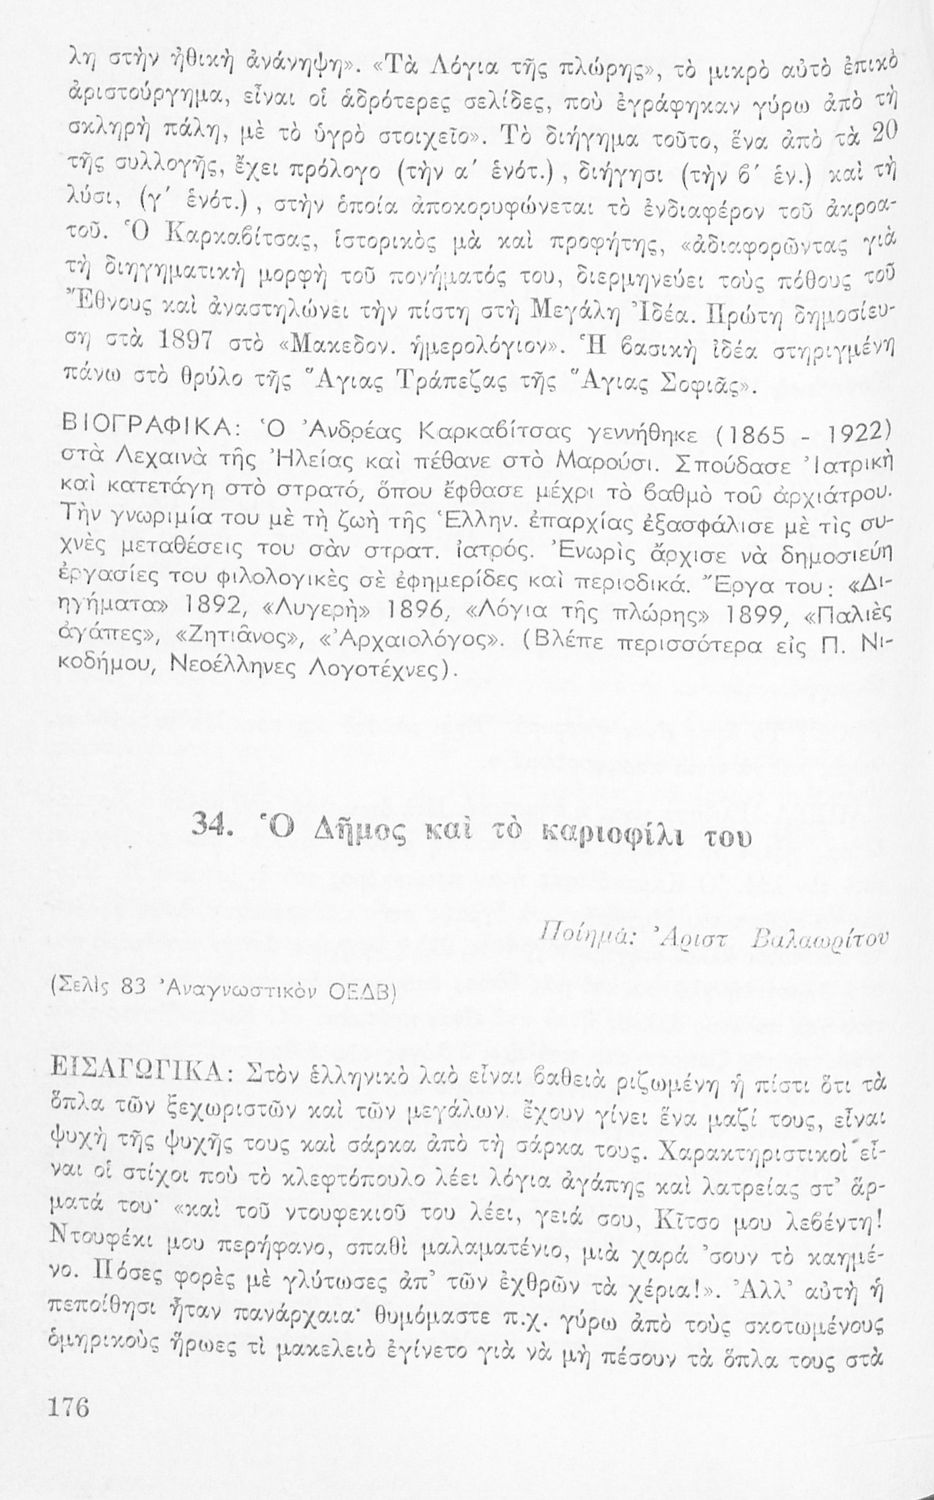 λη στὴν ἠθικὴ ἀνάνηψη». «Τὰ Λόγια τῆς πλώρης», τὸ μικρὸ αὐτὸ ἐπικὸ
ἀριστούργημα, εἶναι οἱ ἁδρότερες σελίδες, ποὺ ἐγράφηκαν γύρω ἀπὸ τὴ
σκληρὴ πάλη, μὲ τὸ ὑγρὸ στοιχεῖο». Τὸ διήγημα τοῦτο, ἕνα ἀπὸ τὰ 20
τῆς συλλογῆς, ἔχει πρόλογο (τὴν α΄ ἑνότ.) , διήγησι (τὴν β΄ ἑν.) καὶ τὴ
λύσι, (γ΄ ἑνότ.) , στὴν ὁποία ἀποκορυφώνεται τὸ ἐνδιαφέρον τοῦ ἀκροα-
τοῦ. Ὁ Καρκαβίτσας, ἱστορικὸς μὰ καὶ προφήτης, «ἀδιαφορῶντας γιὰ
τὴ διηγηματικὴ μορφὴ τοῦ πονήματός του, διερμηνεύει τοὺς πόθους τοῦ
Ἔθνους καὶ ἀναστηλώνει τὴν πίστη στὴ Μεγάλη Ἰδέα. Πρώτη δημοσίευ-
ση στὰ 1897 στὸ «Μακεδον. ἡμερολόγιον». Ἡ βασικὴ ἰδέα στηριγμένη
πάνω στὸ θρύλο τῆς Ἅγιας Τράπεζας τῆς Ἅγιας Σοφιᾶς».
ΒΙΟΓΡΑΦΙΚΑ: Ὁ Ἀνδρέας Καρκαβίτσας γεννήθηκε (1865 - 1922)
στὰ Λεχαινὰ τῆς Ἠλείας καὶ πέθανε στὸ Μαρούσι. Σπούδασε Ἰατρικὴ
καὶ κατετάγη στὸ στρατό, ὅπου ἔφθασε μέχρι τὸ βαθμὸ τοῦ ἀρχιάτρου.
Τὴν γνωριμία του μὲ τὴ ζωὴ τῆς Ἑλλην. ἐπαρχίας ἐξασφάλισε μὲ τὶς συ-
χνὲς μεταθέσεις του σὰν στρατ. ἰατρός. Ἐνωρὶς ἄρχισε νὰ δημοσιεύη
ἐργασίες του φιλολογικὲς σὲ ἐφημερίδες καὶ περιοδικά. Ἔργα του: «Δι-
ηγήματα» 1892, «Λυγερὴ» 1896, «Λόγια τῆς πλώρης» 1899, «Παλιὲς
ἀγάπες», «Ζητιᾶνος», «Ἀρχαιολόγος». (Βλέπε περισσότερα εἰς Π. Νι-
κοδήμου, Νεοέλληνες Λογοτέχνες).
34. Ὁ Δῆμος καὶ τὸ καριοφίλι του
Ποίημά: Ἀριστ Βαλαωρίτου
(Σελὶς 83 Ἀναγνωστικὸν ΟΕΔΒ)
ΕΙΣΑΓΩΓΙΚΑ: Στὸν ἑλληνικὸ λαὸ εἶναι βαθειὰ ριζωμένη ἡ πίστι ὅτι τὰ
ὅπλα τῶν ξεχωριστῶν καὶ τῶν μεγάλων, ἔχουν γίνει ἕνα μαζί τους, εἶναι
ψυχὴ τῆς ψυχῆς τους καὶ σάρκα ἀπὸ τὴ σάρκα τους. Χαρακτηριστικοὶ εἶ-
ναι οἱ στίχοι ποὺ τὸ κλεφτόπουλο λέει λόγια ἀγάπης καὶ λατρείας στ’ ἅρ-
ματά του· «καὶ τοῦ ντουφεκιοῦ του λέει, γειά σου, Κῖτσο μου λεβέντη!
Ντουφέκι μου περήφανο, σπαθὶ μαλαματένιο, μιὰ χαρά ’σουν τὸ καημέ-
νο. Πόσες φορὲς μὲ γλύτωσες ἀπ’ τῶν ἐχθρῶν τὰ χέρια!». Ἀλλ’ αὐτὴ ἡ
πεποίθησι ἦταν πανάρχαια· θυμόμαστε π.χ. γύρω ἀπὸ τοὺς σκοτωμένους
ὁμηρικοὺς ἥρωες τὶ μακελειὸ ἐγίνετο γιὰ νὰ μὴ πέσουν τὰ ὅπλα τους στὰ
176